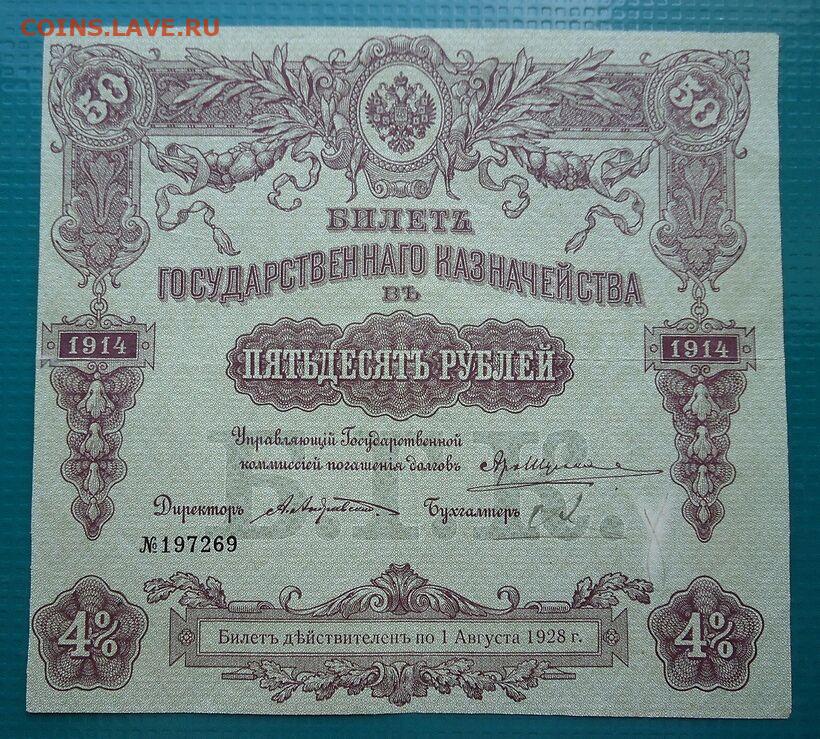 COINS.LAVE.РУ
50 50
БИЛЕТЪ
ГОСУДАРСТВЕННАГО КАЗНАЧЕЙСТВА
ВЪ
1914 1914
ПЯТЬДЕСЯТЪ РУБЛЕЙ
Управляющій Государственной
коммиссіей погашенія долговъ
Директоръ Бухгалтеръ
№197269
4% 4%
Билетъ дѣйствителенъ по 1 Августа 1928 г.